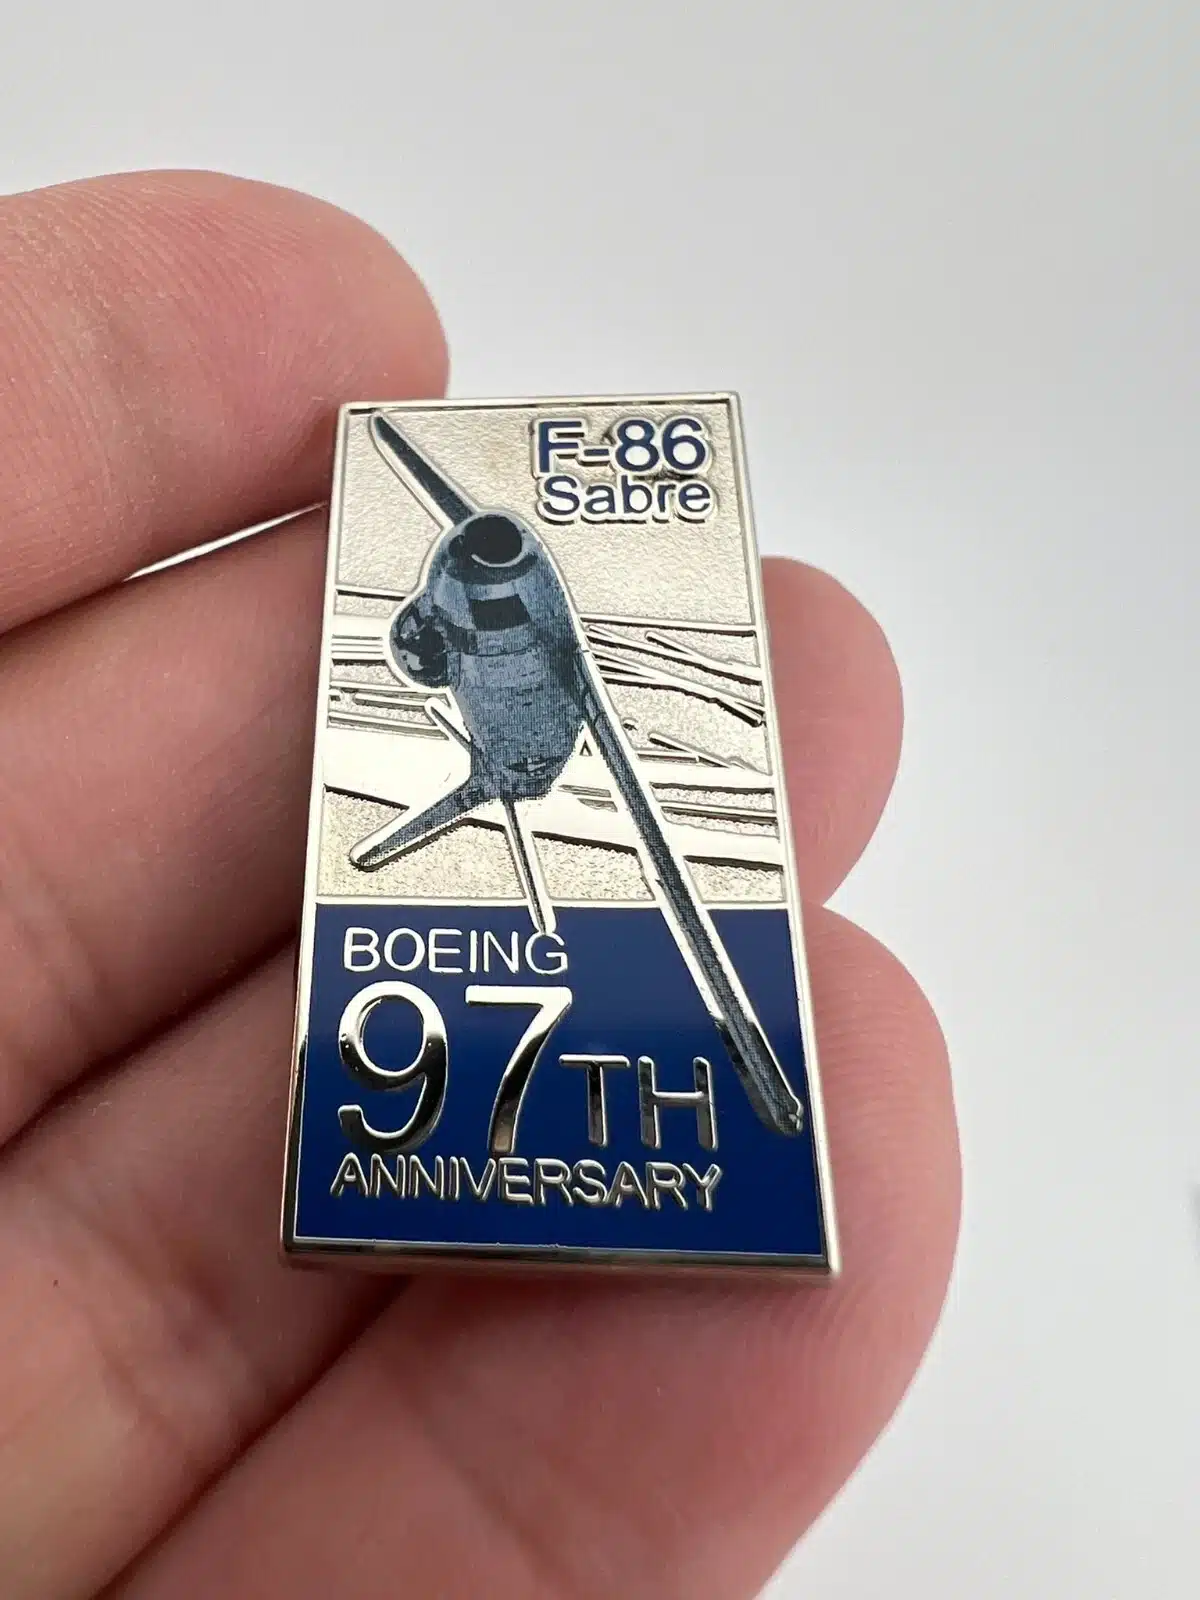 F-86
Sabre
BOEING
97TH
ANNIVERSARY